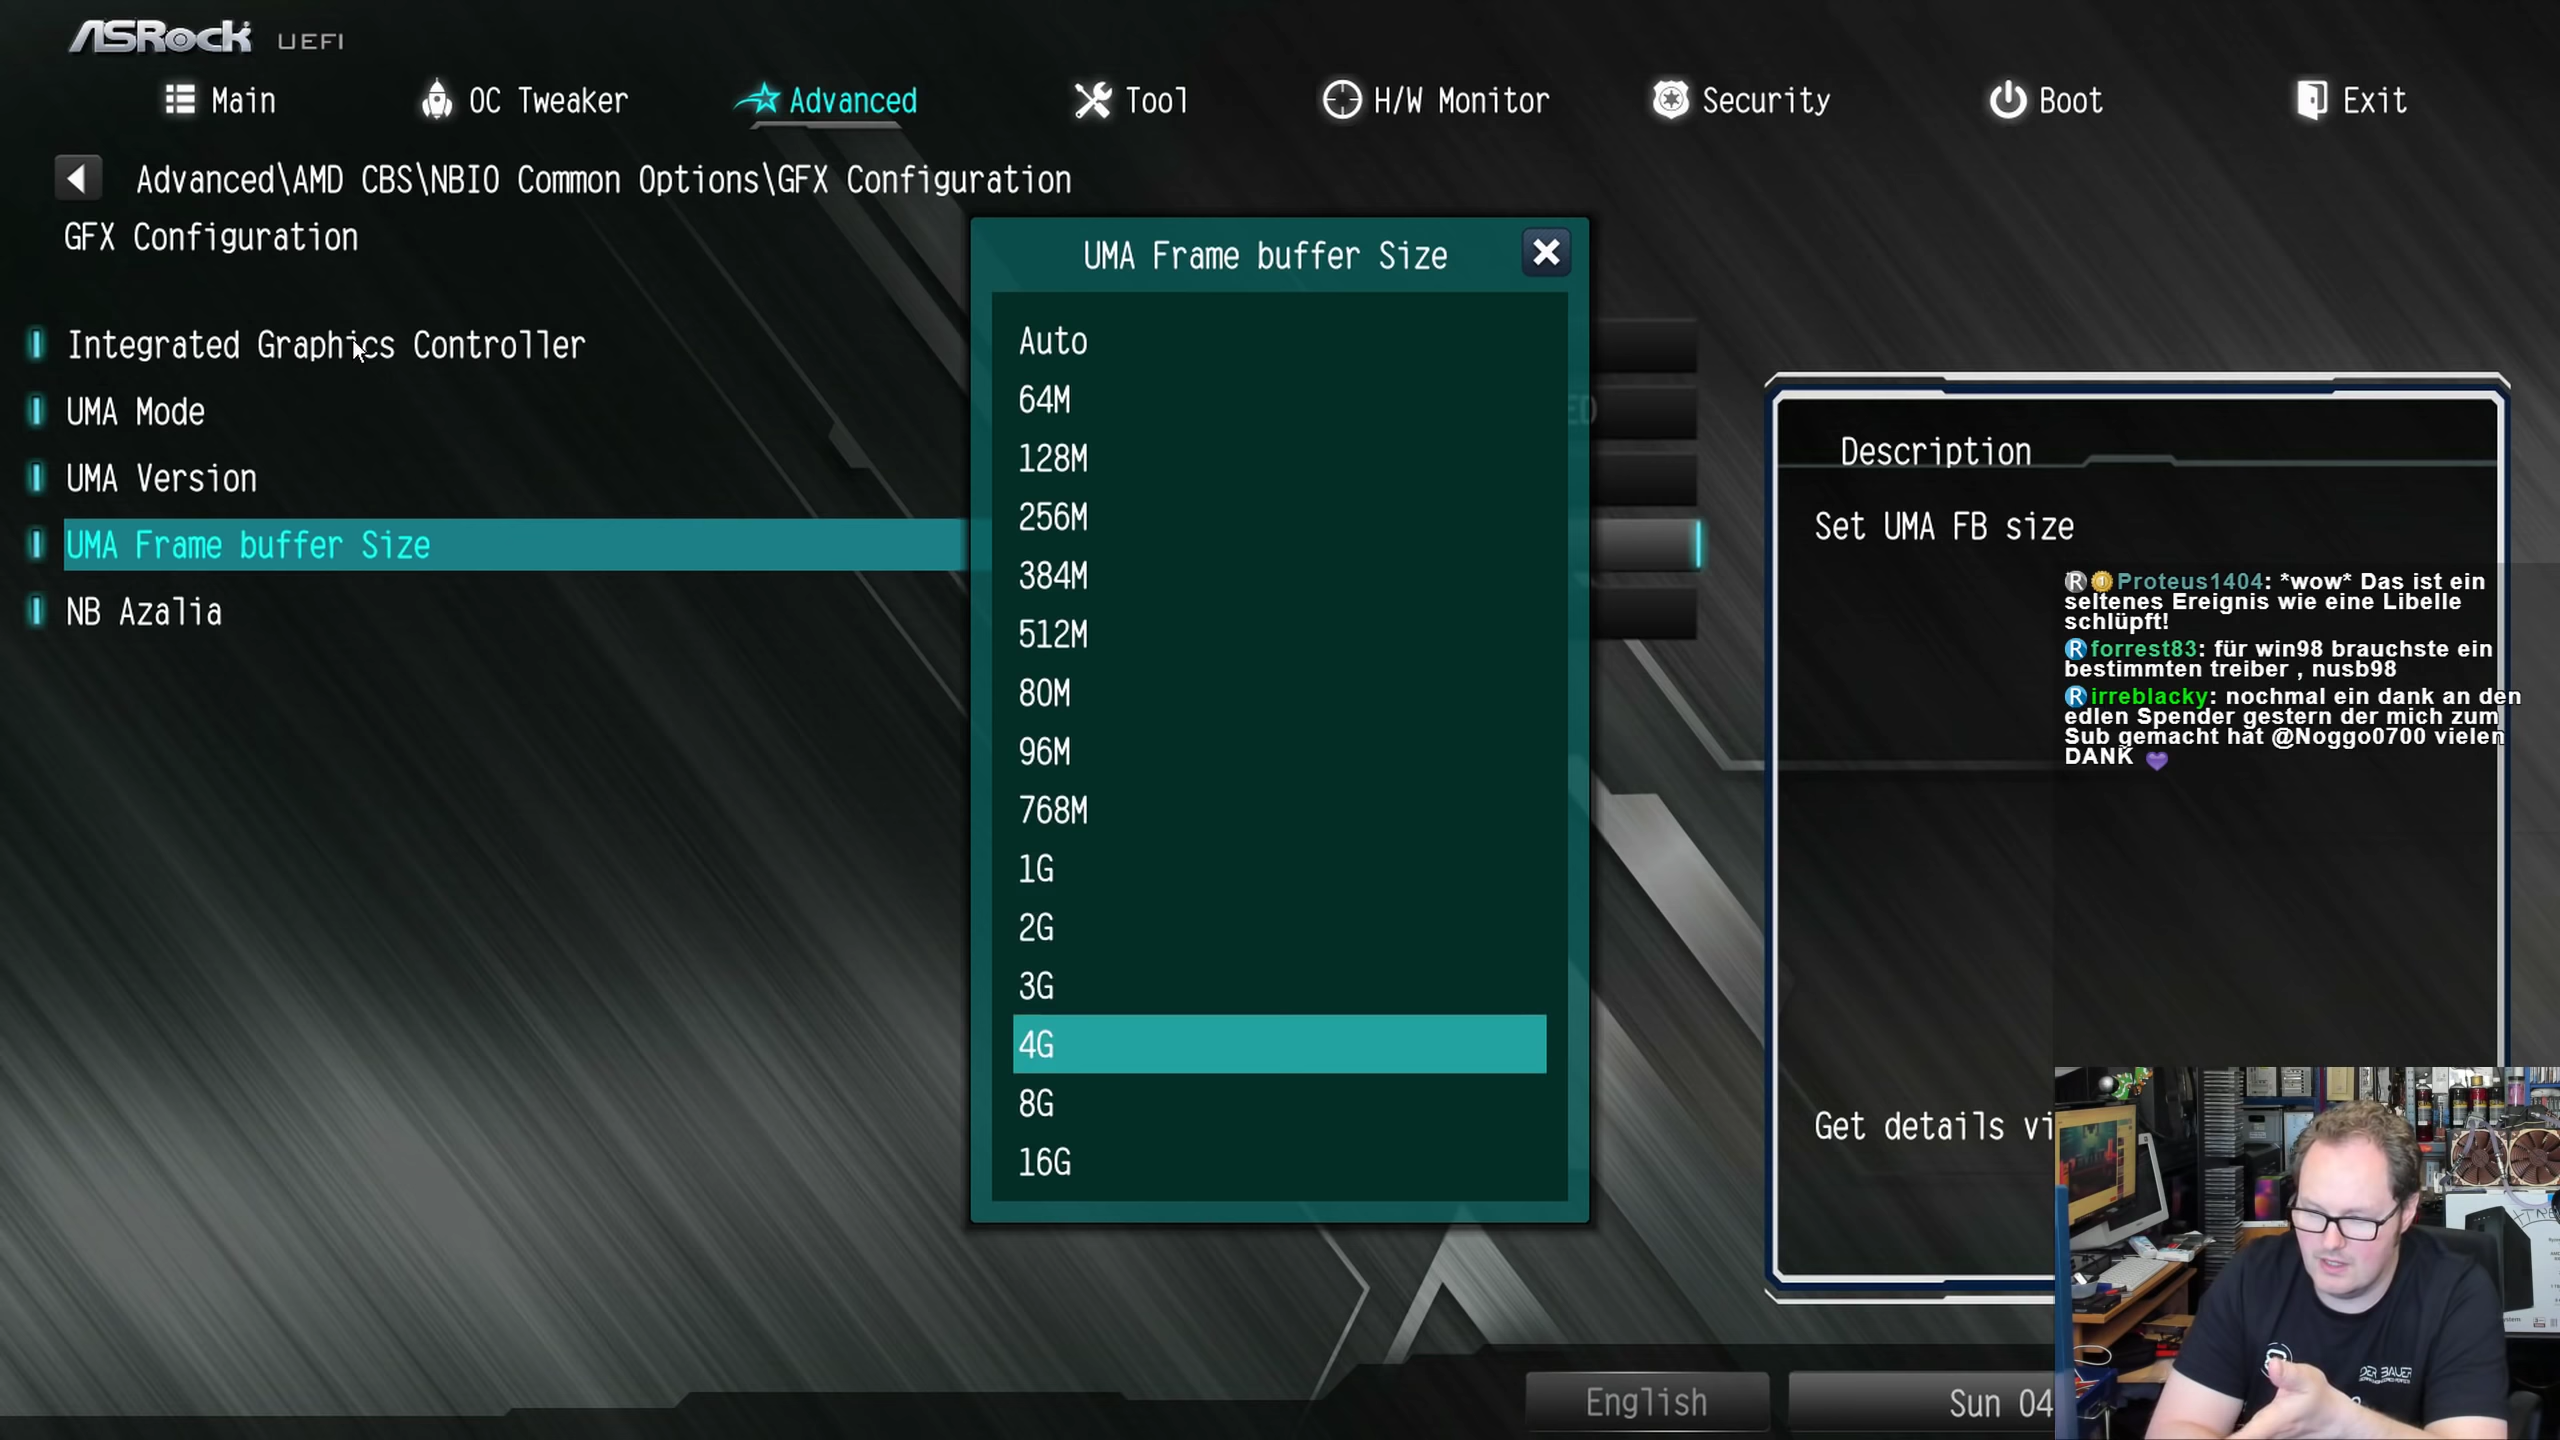 ASRock UEFI
Main
OC Tweaker
Advanced
Tool
H/W Monitor
Security
Boot
Exit
Advanced\AMD CBS\NBIO Common Options\GFX Configuration
GFX Configuration
Integrated Graphics Controller
UMA Mode
UMA Version
UMA Frame buffer Size
NB Azalia
UMA Frame buffer Size
Auto
64M
128M
256M
384M
512M
80M
96M
768M
1G
2G
3G
4G
8G
16G
Description
Set UMA FB size
Proteus1404: *wow* Das ist ein
seltenes Ereignis wie eine Libelle
schlüpft!
forrest83: für win98 brauchste ein
bestimmten treiber , nusb98
irreblacky: nochmal ein dank an den
edlen Spender gestern der mich zum
Sub gemacht hat @Noggo0700 vielen
DANK
Get details vi
DER BAUER
English
Sun 04